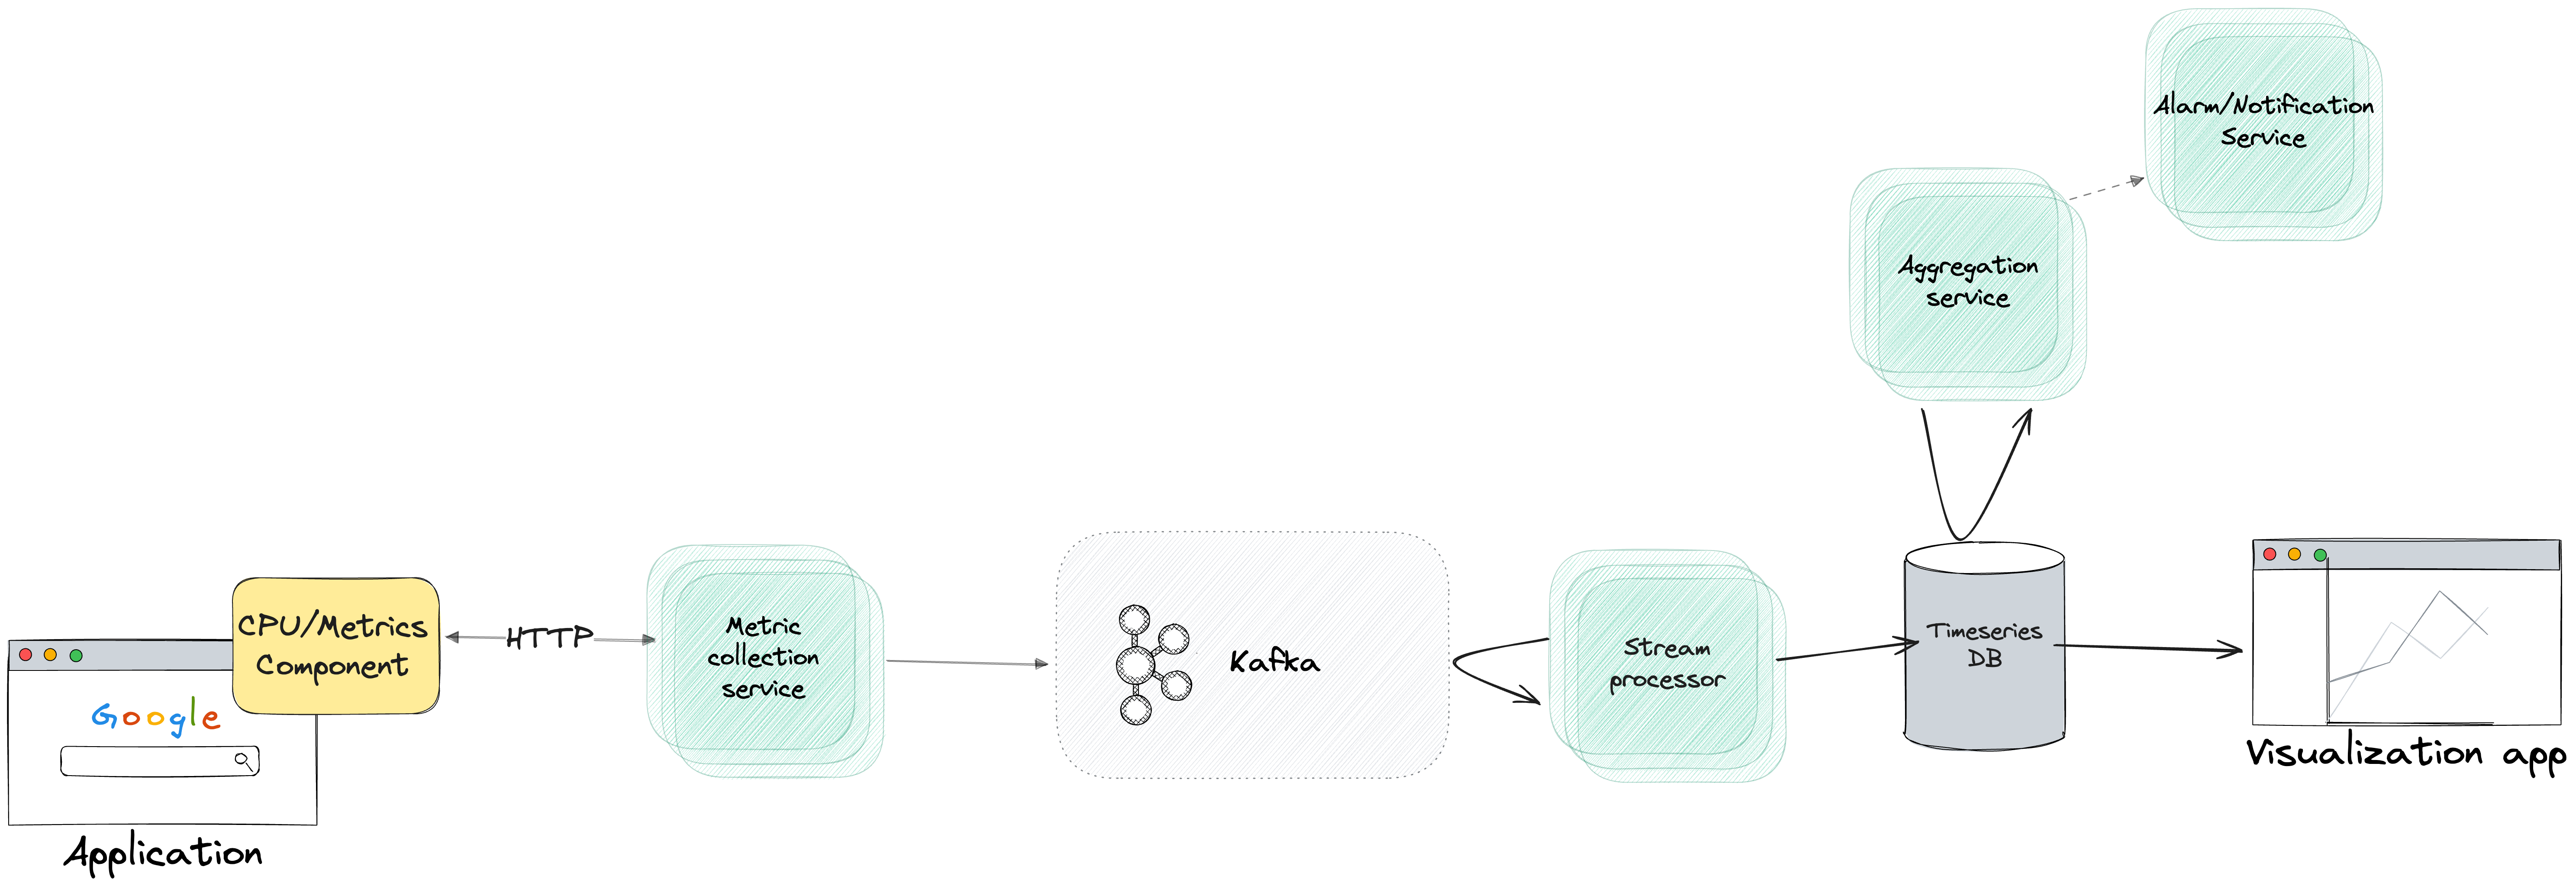 Alarm/Notification
Service
Aggregation
service
CPU/Metrics
Component
HTTP
Metric
collection
service
Kafka
Stream
processor
Timeseries
DB
Google
Visualization app
Application